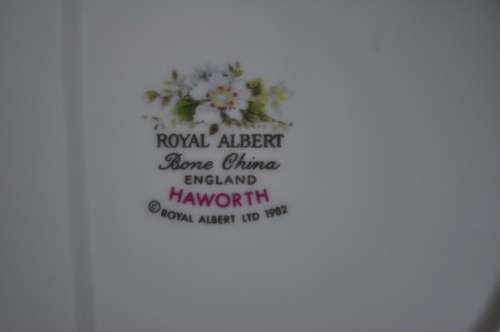 ROYAL ALBERT
Bone China
ENGLAND
HAWORTH
© ROYAL ALBERT LTD 1982